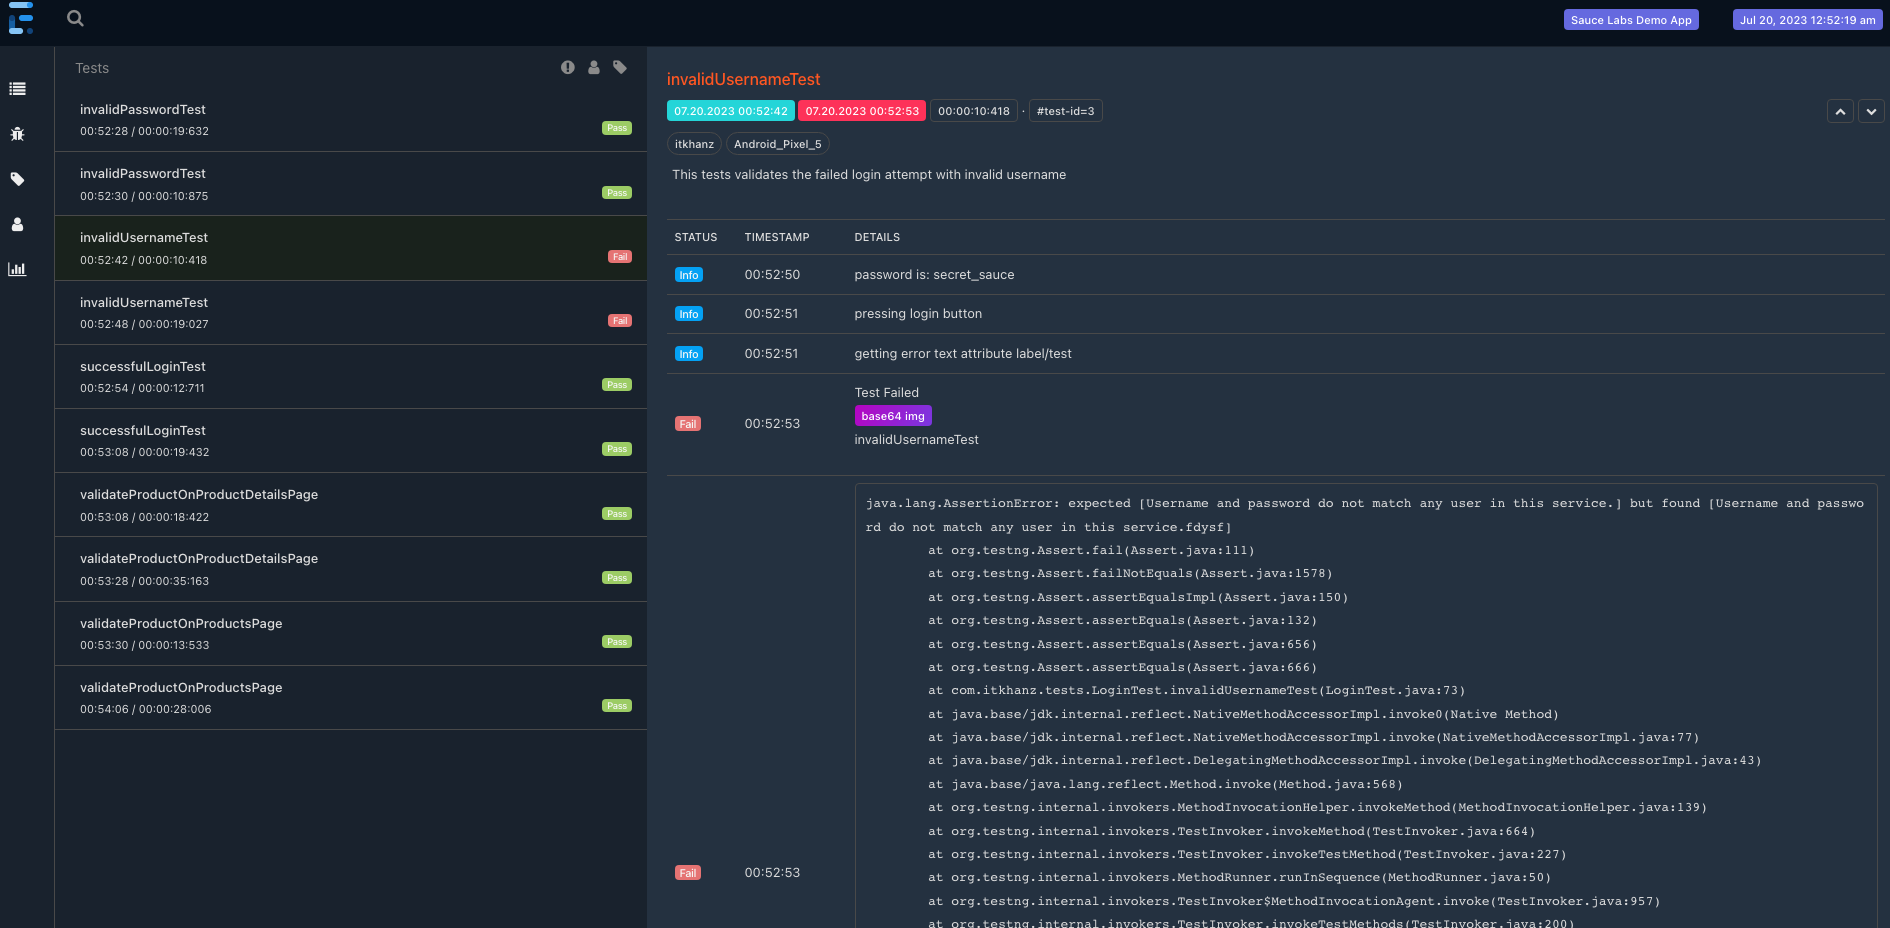 Sauce Labs Demo App
Jul 20, 2023 12:52:19 am
Tests
invalidPasswordTest
00:52:28 / 00:00:19:632
Pass
invalidPasswordTest
00:52:30 / 00:00:10:875
Pass
invalidUsernameTest
00:52:42 / 00:00:10:418
Fail
invalidUsernameTest
00:52:48 / 00:00:19:027
Fail
successfulLoginTest
00:52:54 / 00:00:12:711
Pass
successfulLoginTest
00:53:08 / 00:00:19:432
Pass
validateProductOnProductDetailsPage
00:53:08 / 00:00:18:422
Pass
validateProductOnProductDetailsPage
00:53:28 / 00:00:35:163
Pass
validateProductOnProductsPage
00:53:30 / 00:00:13:533
Pass
validateProductOnProductsPage
00:54:06 / 00:00:28:006
Pass
invalidUsernameTest
07.20.2023 00:52:42 07.20.2023 00:52:53 00:00:10:418 · #test-id=3
itkhanz Android_Pixel_5
This tests validates the failed login attempt with invalid username
STATUS TIMESTAMP DETAILS
Info 00:52:50 password is: secret_sauce
Info 00:52:51 pressing login button
Info 00:52:51 getting error text attribute label/test
Test Failed
Fail 00:52:53 base64 img
invalidUsernameTest
java.lang.AssertionError: expected [Username and password do not match any user in this service.] but found [Username and passwo
rd do not match any user in this service.fdysf]
at org.testng.Assert.fail(Assert.java:111)
at org.testng.Assert.failNotEquals(Assert.java:1578)
at org.testng.Assert.assertEqualsImpl(Assert.java:150)
at org.testng.Assert.assertEquals(Assert.java:132)
at org.testng.Assert.assertEquals(Assert.java:656)
at org.testng.Assert.assertEquals(Assert.java:666)
at com.itkhanz.tests.LoginTest.invalidUsernameTest(LoginTest.java:73)
at java.base/jdk.internal.reflect.NativeMethodAccessorImpl.invoke0(Native Method)
at java.base/jdk.internal.reflect.NativeMethodAccessorImpl.invoke(NativeMethodAccessorImpl.java:77)
at java.base/jdk.internal.reflect.DelegatingMethodAccessorImpl.invoke(DelegatingMethodAccessorImpl.java:43)
at java.base/java.lang.reflect.Method.invoke(Method.java:568)
at org.testng.internal.invokers.MethodInvocationHelper.invokeMethod(MethodInvocationHelper.java:139)
at org.testng.internal.invokers.TestInvoker.invokeMethod(TestInvoker.java:664)
at org.testng.internal.invokers.TestInvoker.invokeTestMethod(TestInvoker.java:227)
Fail 00:52:53
at org.testng.internal.invokers.MethodRunner.runInSequence(MethodRunner.java:50)
at org.testng.internal.invokers.TestInvoker$MethodInvocationAgent.invoke(TestInvoker.java:957)
at org.testng.internal.invokers.TestInvoker.invokeTestMethods(TestInvoker.java:200)